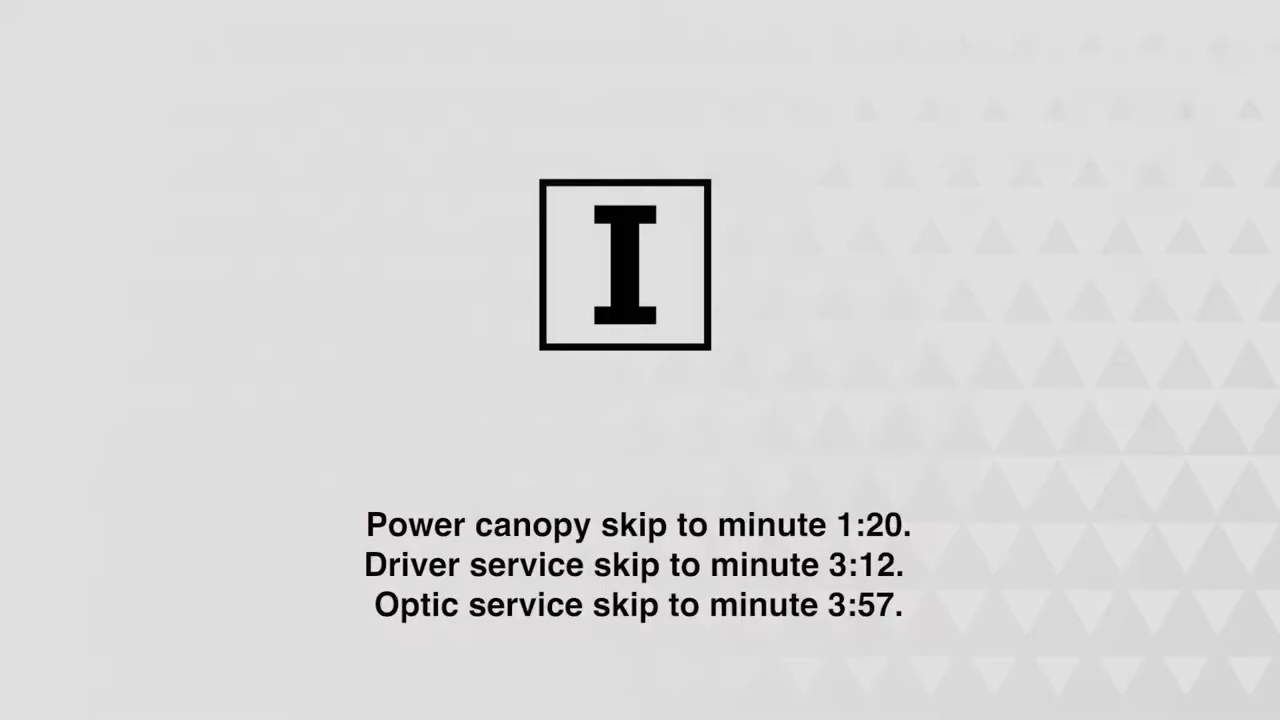 I
Power canopy skip to minute 1:20.
Driver service skip to minute 3:12.
Optic service skip to minute 3:57.